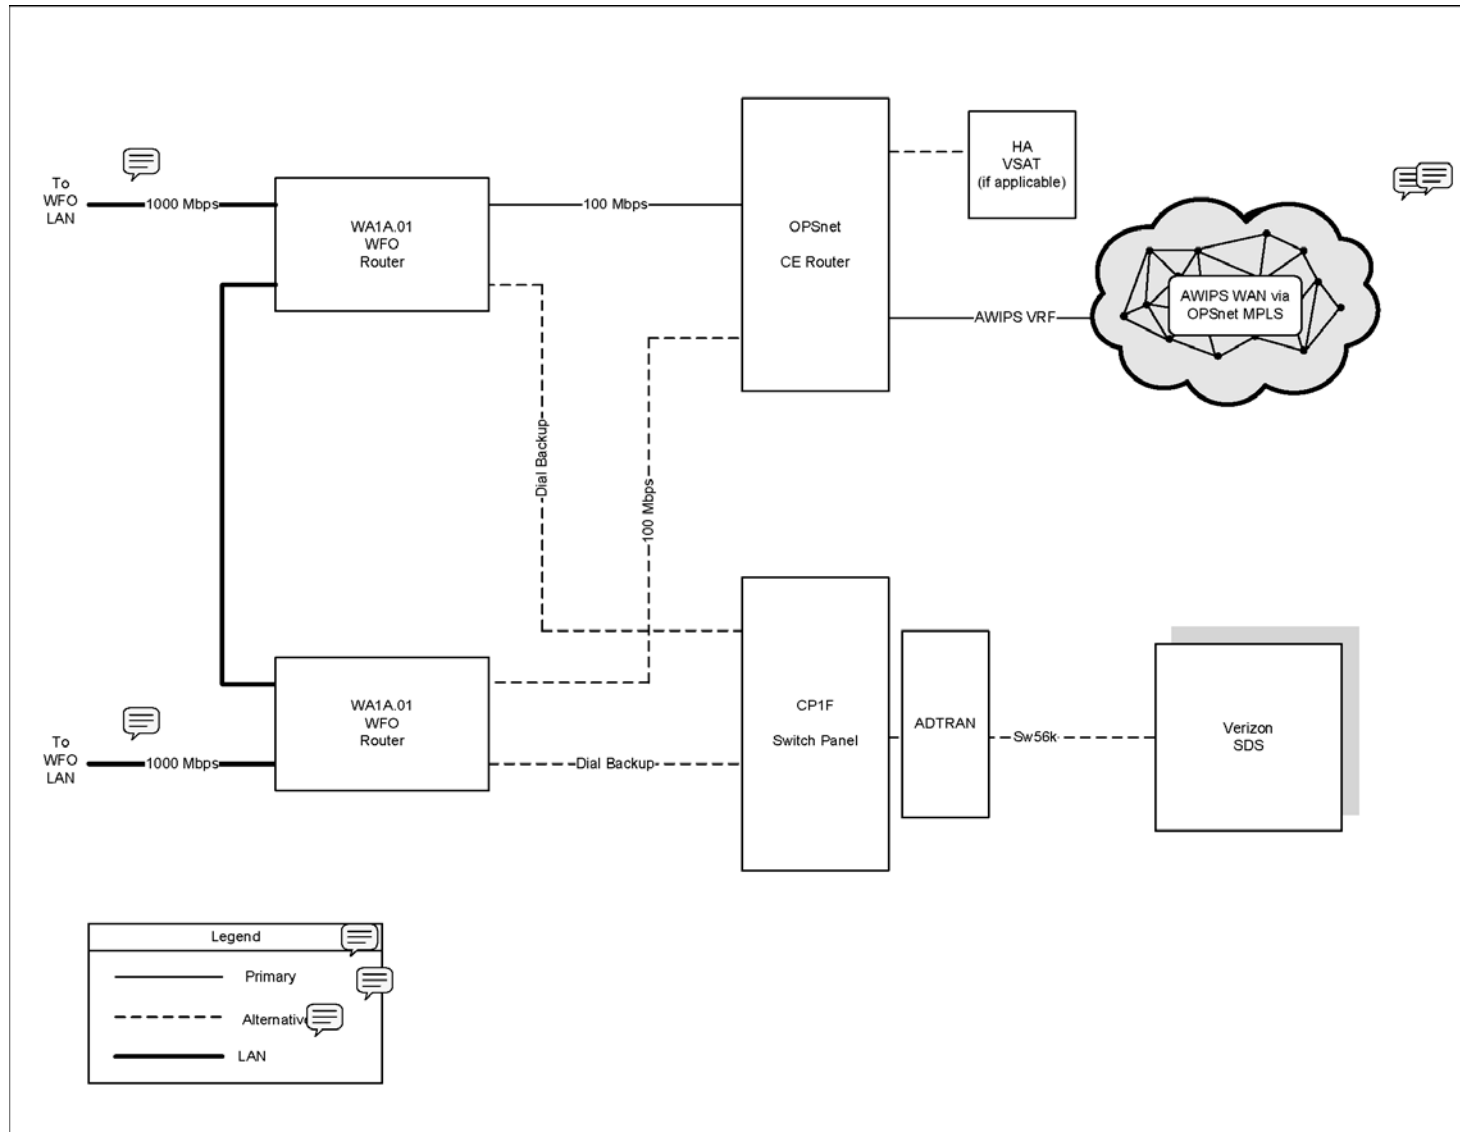 To
WFO
LAN
1000 Mbps
WA1A.01
WFO
Router
100 Mbps
OPSnet
CE Router
HA
VSAT
(if applicable)
AWIPS WAN via
OPSnet MPLS
AWIPS VRF
Dial Backup
100 Mbps
To
WFO
LAN
1000 Mbps
WA1A.01
WFO
Router
Dial Backup
CP1F
Switch Panel
ADTRAN
Sw56k
Verizon
SDS
Legend
Primary
Alternative
LAN